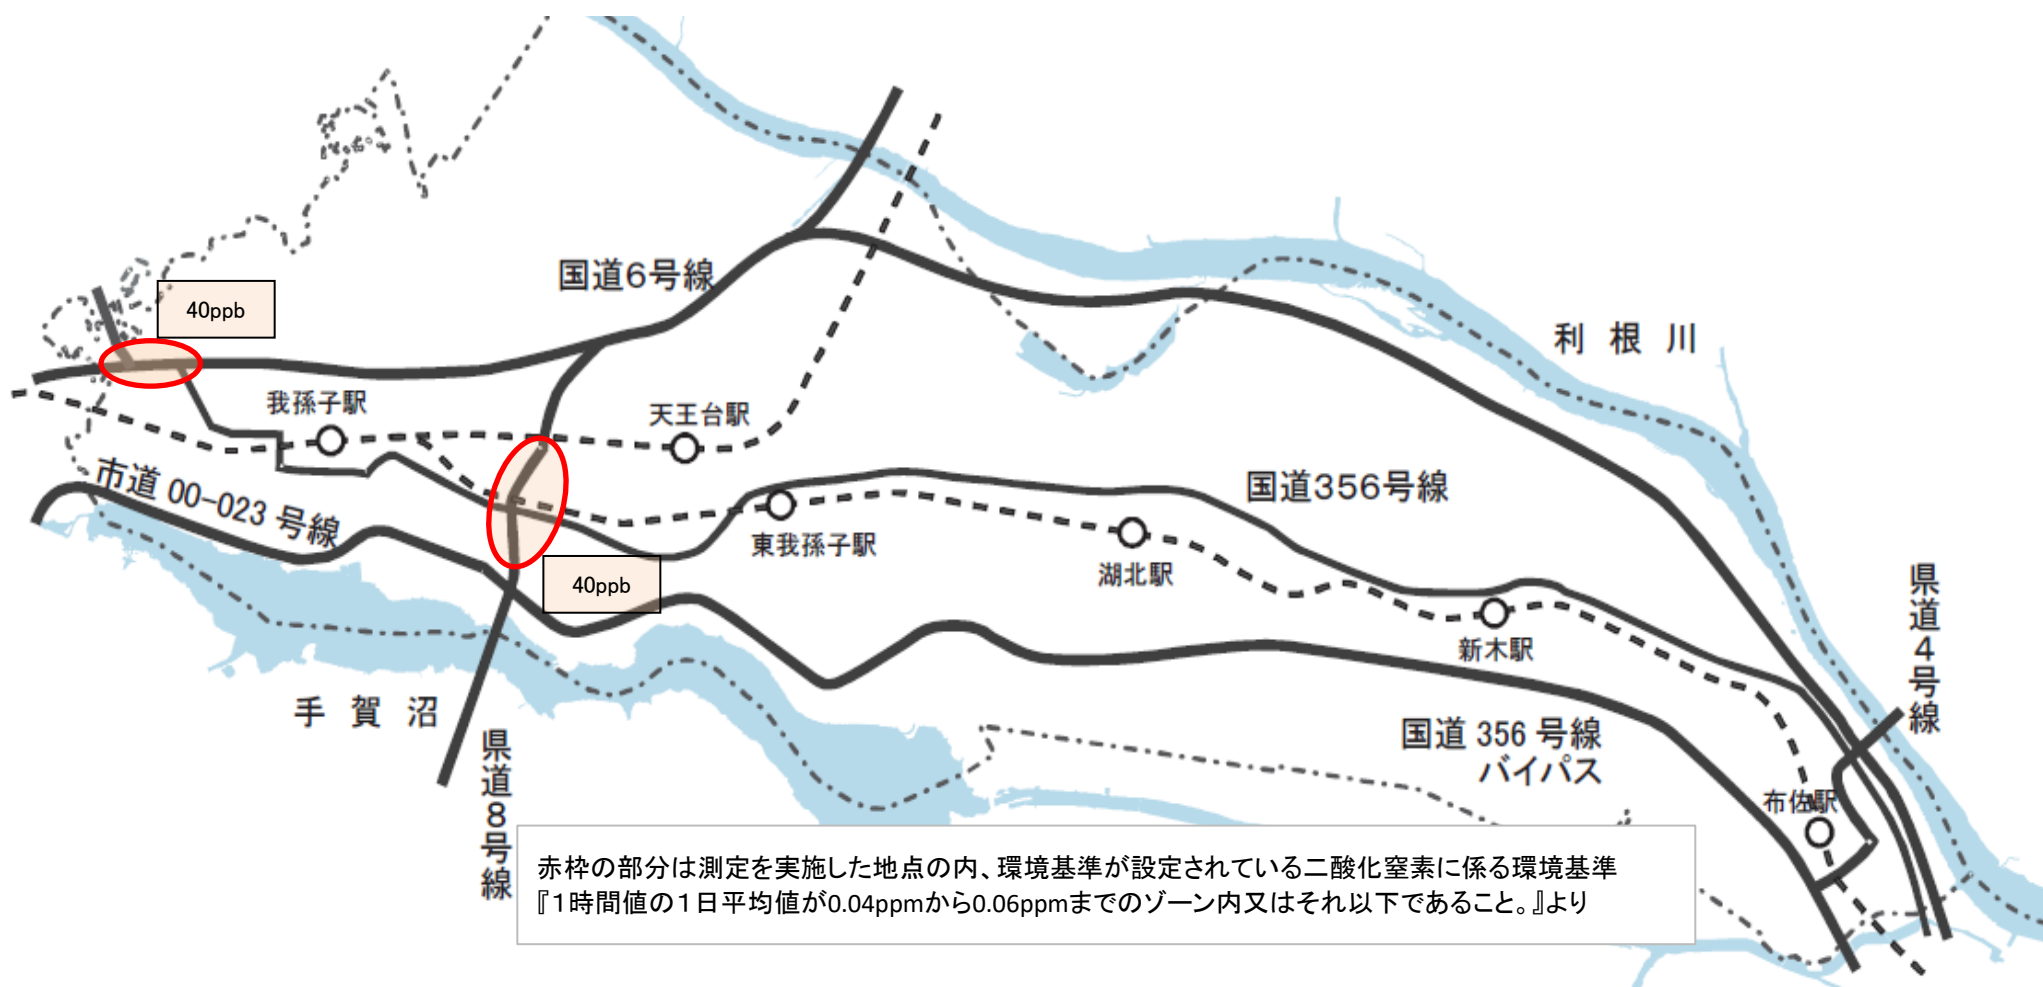 国道6号線
40ppb
利根川
我孫子駅
天王台駅
市道 00-023 号線
国道356号線
東我孫子駅
湖北駅
40ppb
県道4号線
新木駅
手賀沼
県道8号線
国道 356 号線
バイパス
布佐駅
赤枠の部分は測定を実施した地点の内、環境基準が設定されている二酸化窒素に係る環境基準
『１時間値の１日平均値が0.04ppmから0.06ppmまでのゾーン内又はそれ以下であること。』より